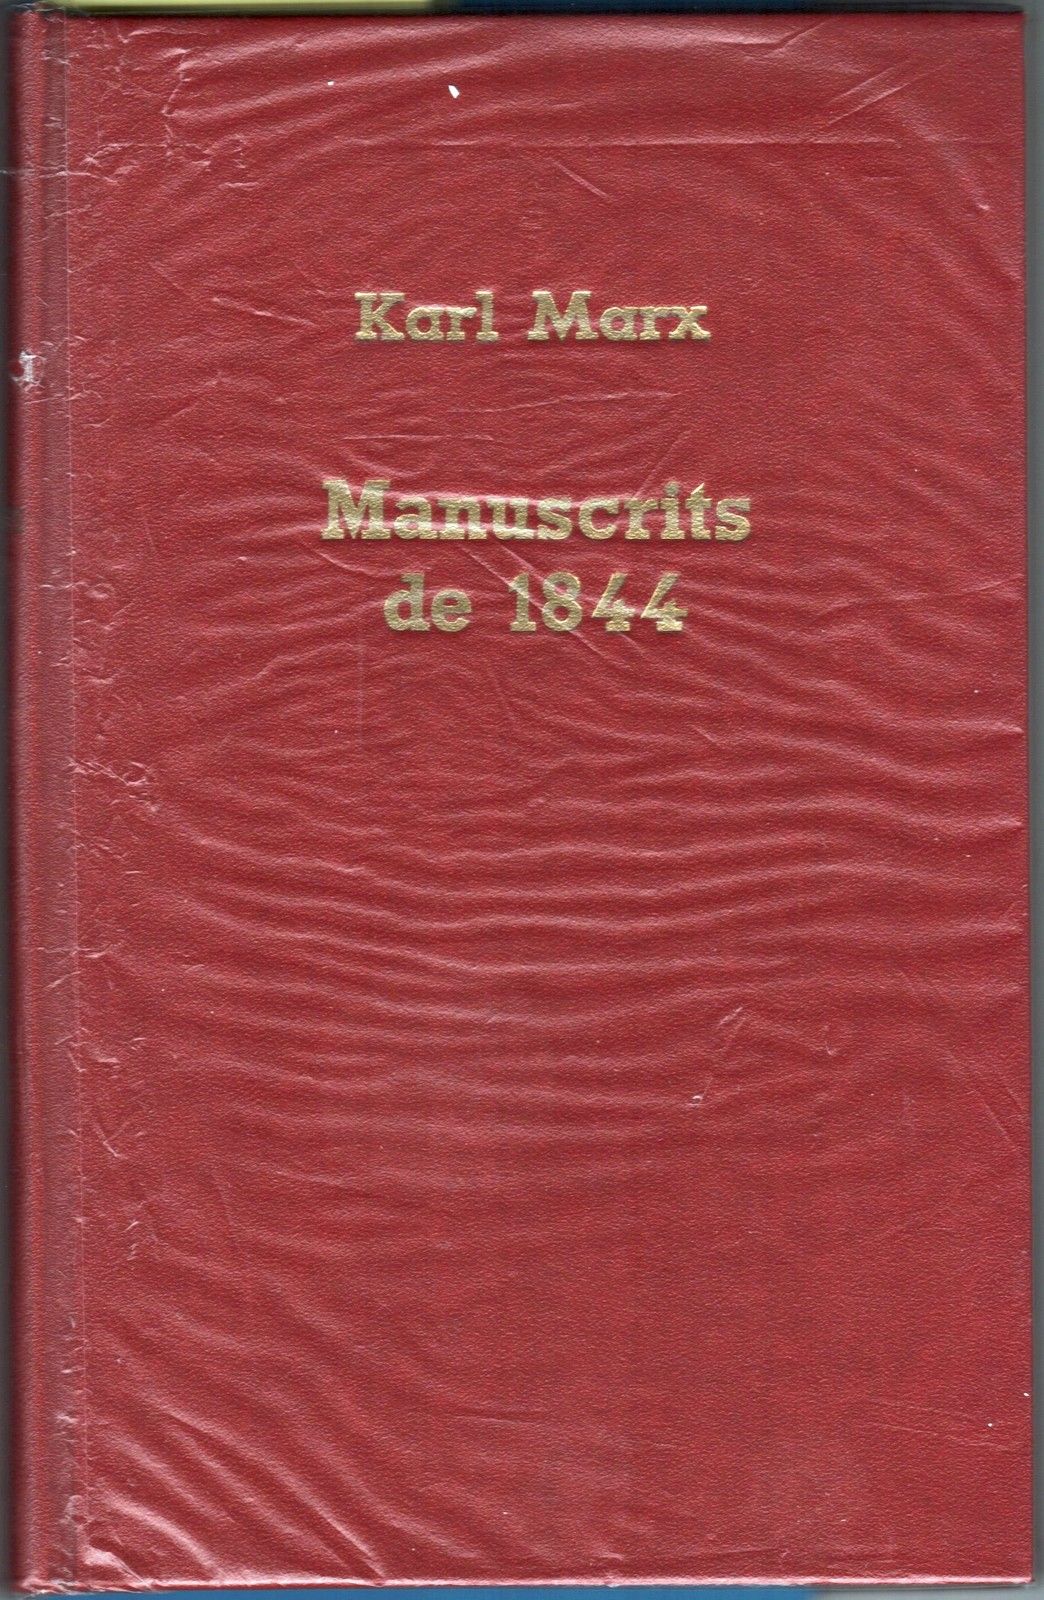 Karl Marx
Manuscrits
de 1844